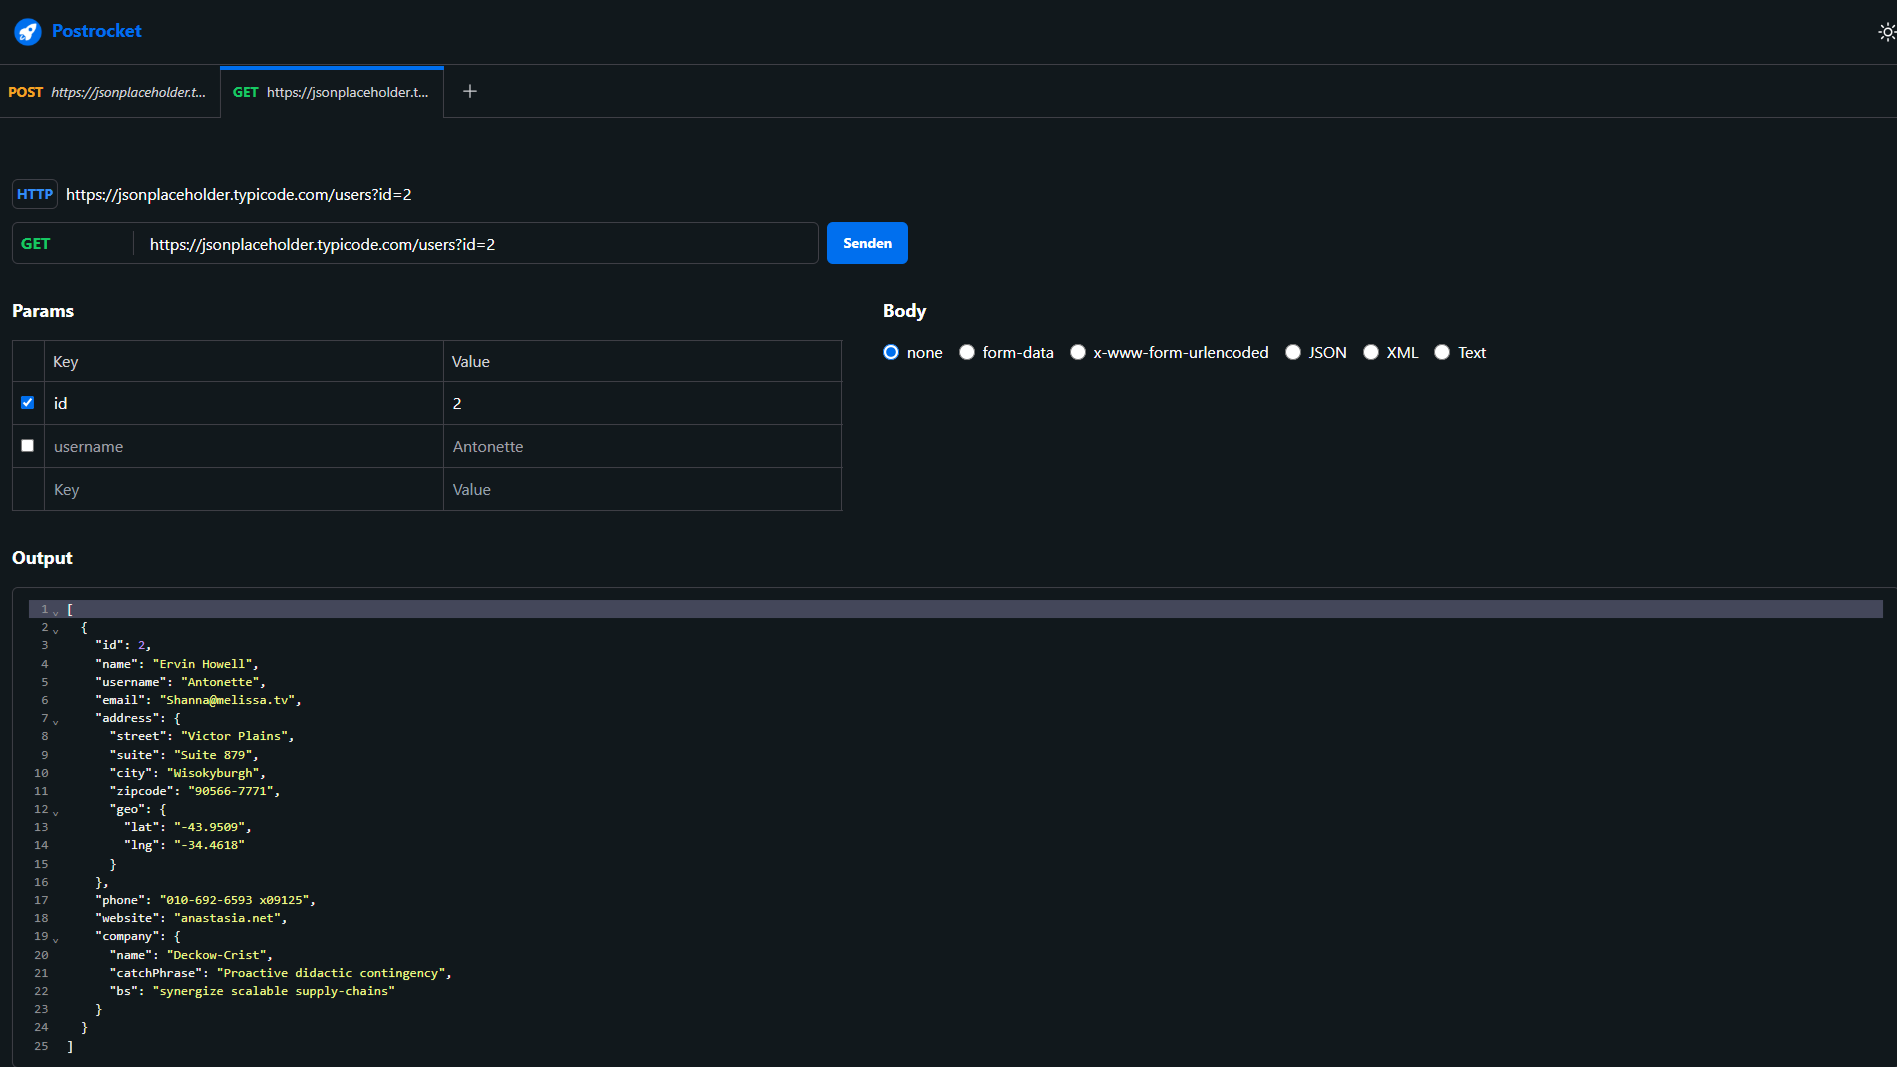 Postrocket
POST https://jsonplaceholder.t...
GET https://jsonplaceholder.t...
+
HTTP https://jsonplaceholder.typicode.com/users?id=2
GET https://jsonplaceholder.typicode.com/users?id=2 Senden
Params
Key Value
id 2
username Antonette
Key Value
Body
none form-data x-www-form-urlencoded JSON XML Text
Output
1 [
2 {
3 "id": 2,
4 "name": "Ervin Howell",
5 "username": "Antonette",
6 "email": "Shanna@melissa.tv",
7 "address": {
8 "street": "Victor Plains",
9 "suite": "Suite 879",
10 "city": "Wisokyburgh",
11 "zipcode": "90566-7771",
12 "geo": {
13 "lat": "-43.9509",
14 "lng": "-34.4618"
15 }
16 },
17 "phone": "010-692-6593 x09125",
18 "website": "anastasia.net",
19 "company": {
20 "name": "Deckow-Crist",
21 "catchPhrase": "Proactive didactic contingency",
22 "bs": "synergize scalable supply-chains"
23 }
24 }
25 ]